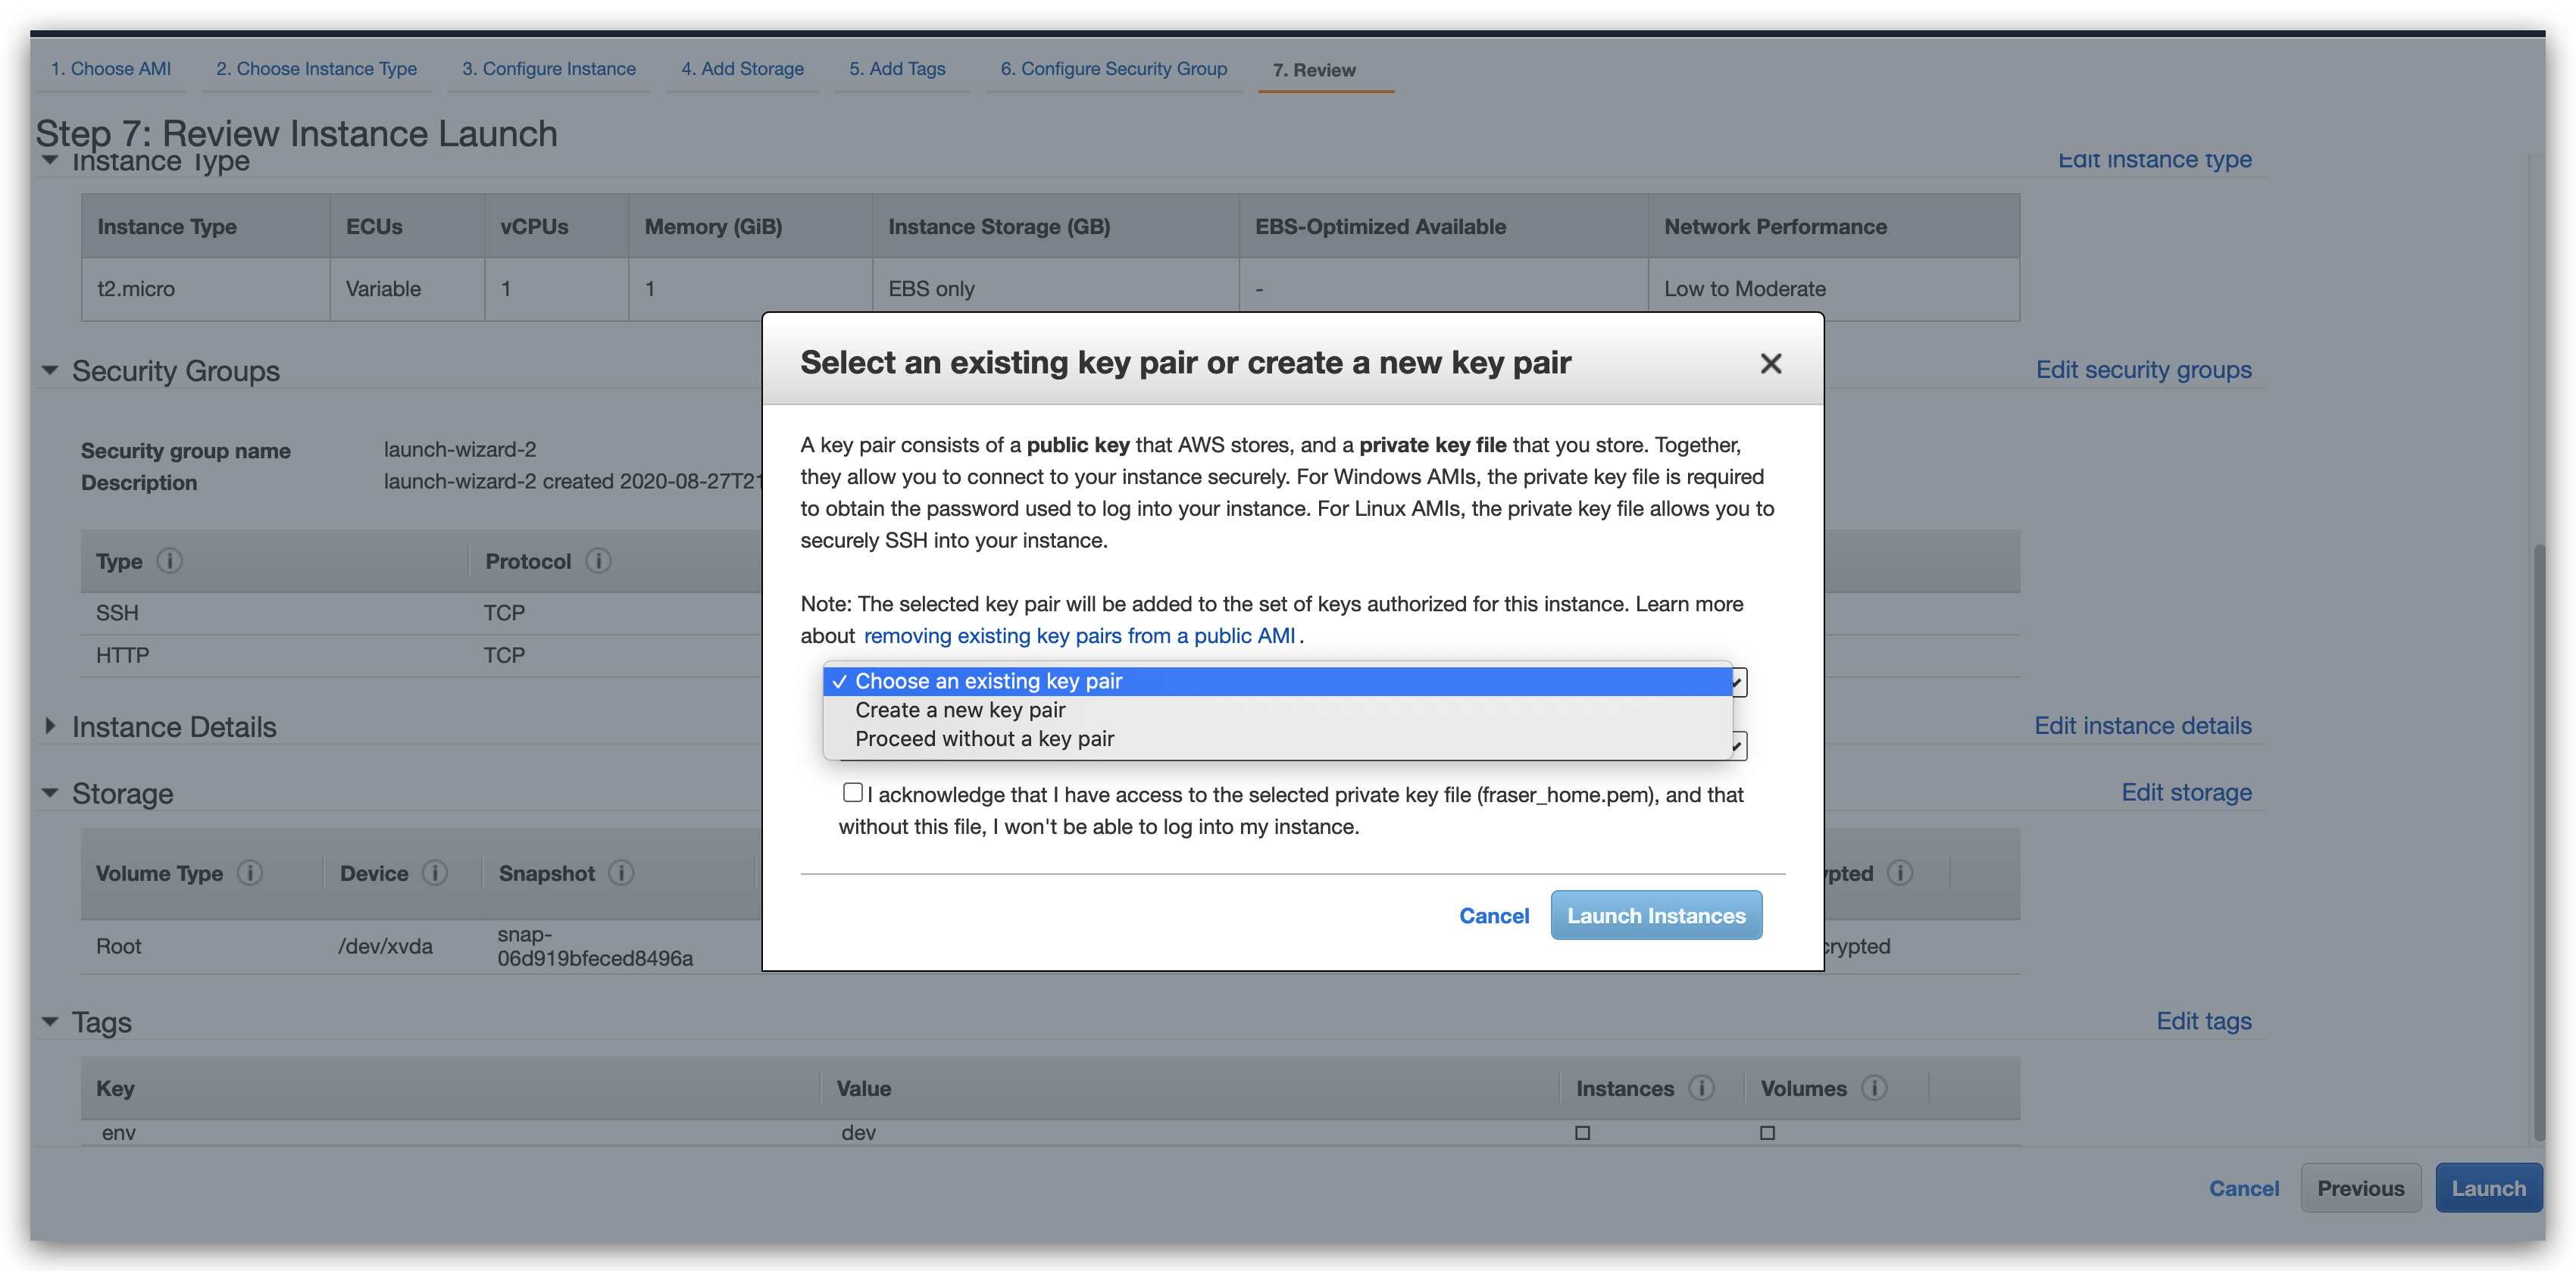 1. Choose AMI 2. Choose Instance Type 3. Configure Instance 4. Add Storage 5. Add Tags 6. Configure Security Group 7. Review
Step 7: Review Instance Launch
Instance Type Edit instance type
Instance Type ECUs vCPUs Memory (GiB) Instance Storage (GB) EBS-Optimized Available Network Performance
t2.micro Variable 1 1 EBS only - Low to Moderate
Security Groups Edit security groups
Security group name launch-wizard-2
Description launch-wizard-2 created 2020-08-27T21
Type Protocol
SSH TCP
HTTP TCP
Instance Details Edit instance details
Storage Edit storage
Volume Type Device Snapshot ypted
Root /dev/xvda snap-
06d919bfeced8496a crypted
Tags Edit tags
Key Value Instances Volumes
env dev
Cancel Previous Launch
Select an existing key pair or create a new key pair
A key pair consists of a public key that AWS stores, and a private key file that you store. Together,
they allow you to connect to your instance securely. For Windows AMIs, the private key file is required
to obtain the password used to log into your instance. For Linux AMIs, the private key file allows you to
securely SSH into your instance.
Note: The selected key pair will be added to the set of keys authorized for this instance. Learn more
about removing existing key pairs from a public AMI .
Choose an existing key pair
Create a new key pair
Proceed without a key pair
I acknowledge that I have access to the selected private key file (fraser_home.pem), and that
without this file, I won't be able to log into my instance.
Cancel Launch Instances